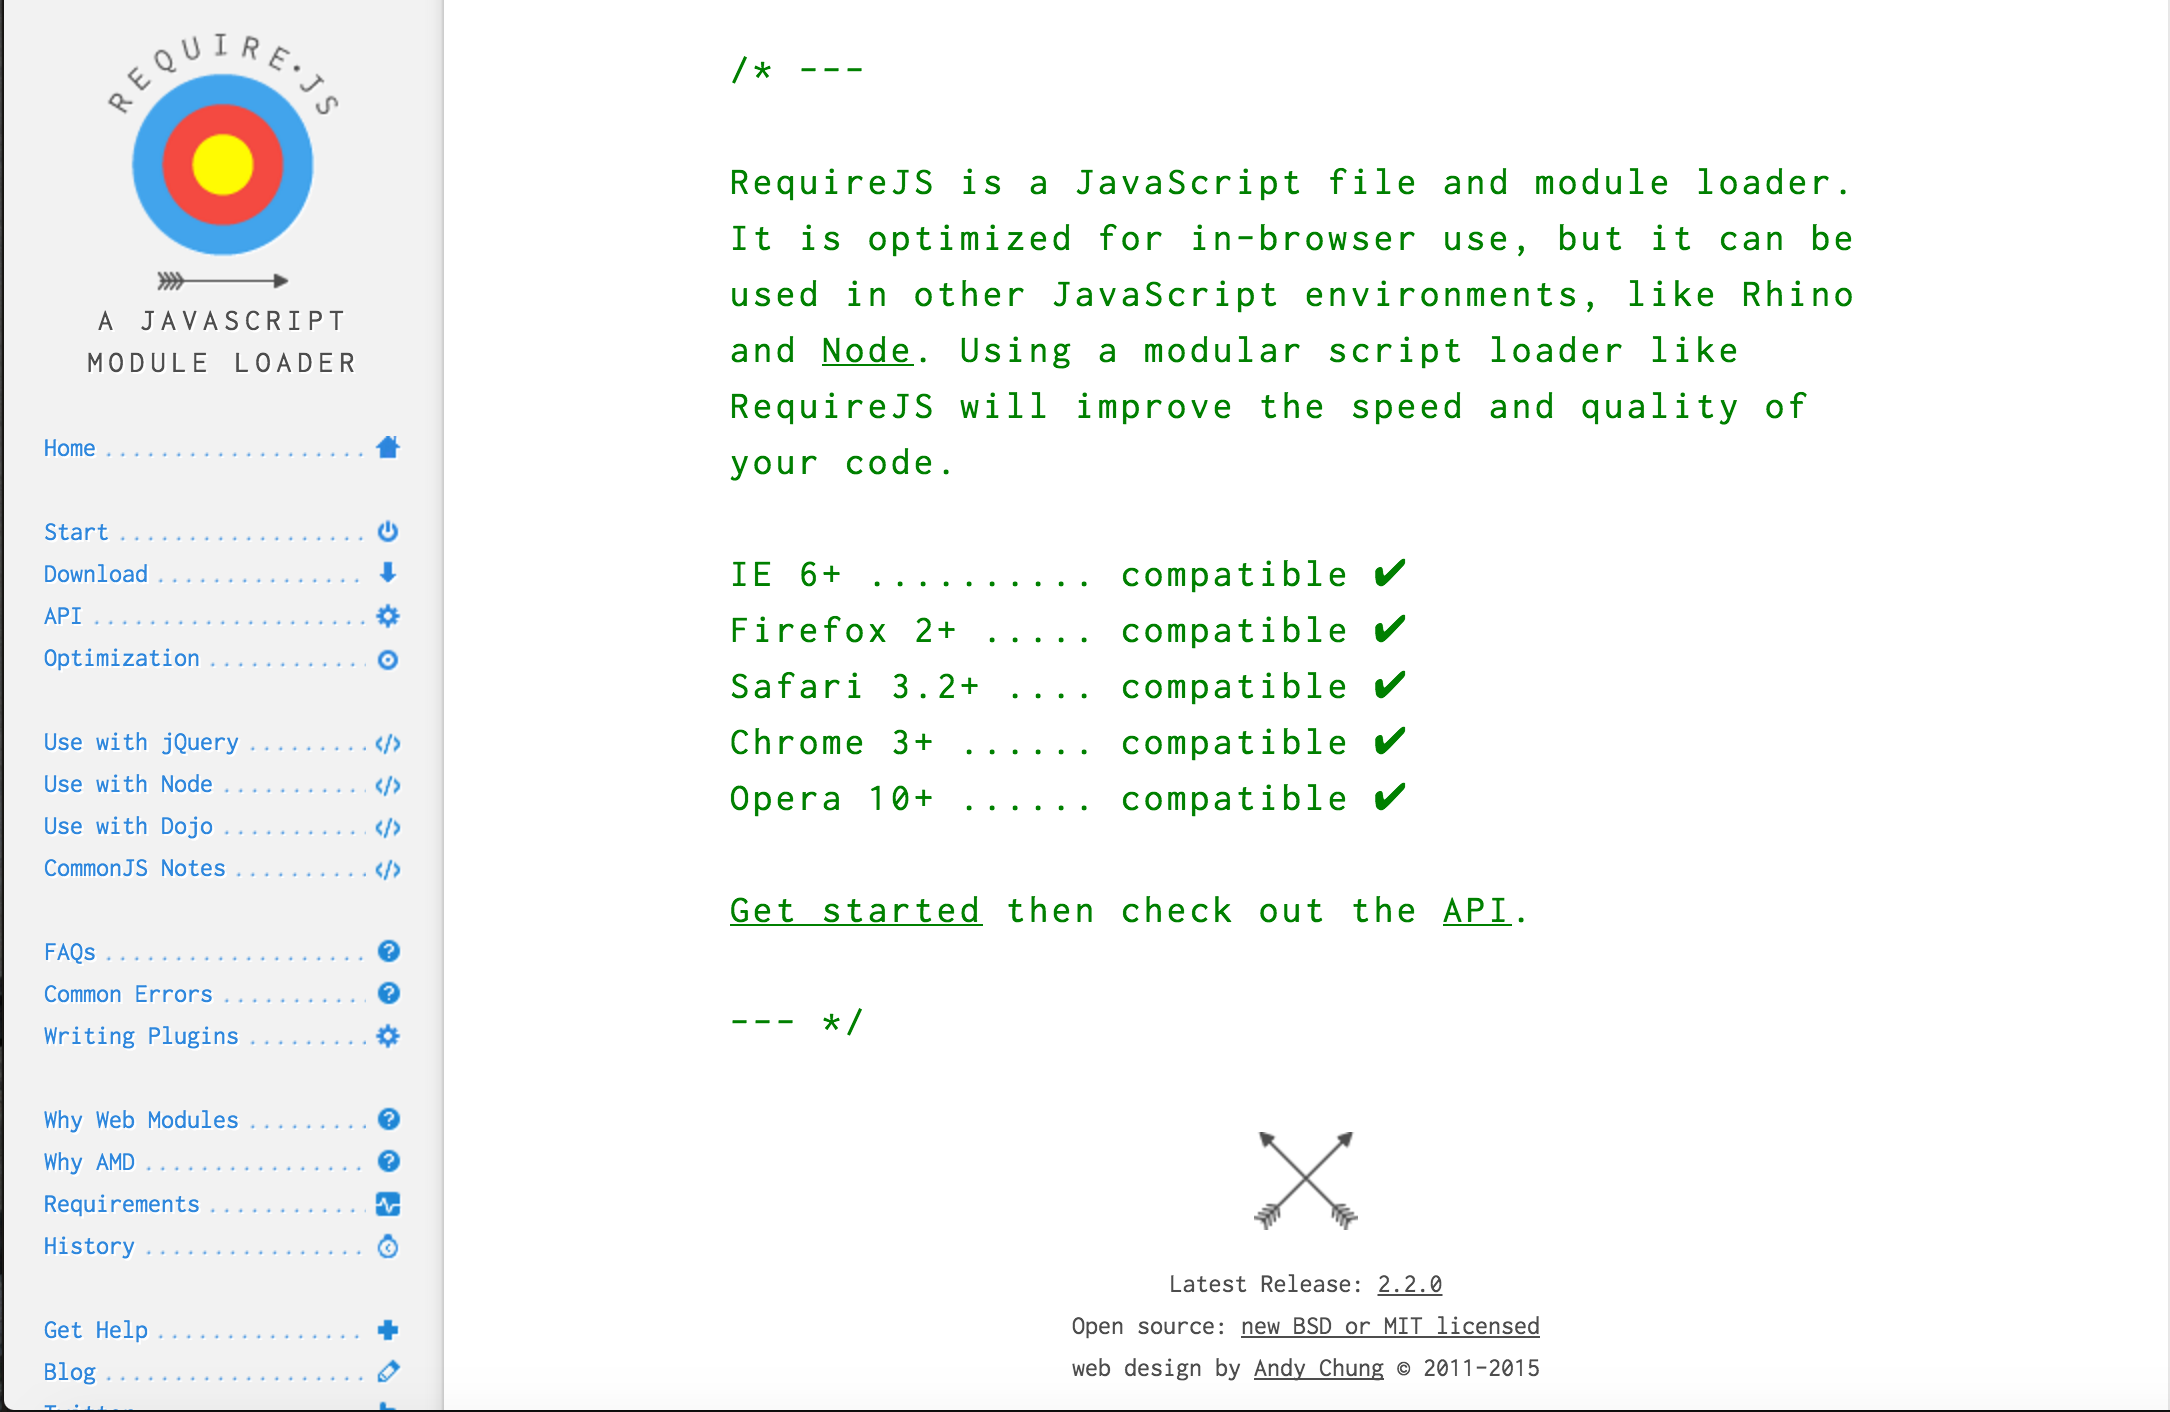 REQUIRE·JS
A JAVASCRIPT
MODULE LOADER
Home ...................
Start ..................
Download ...............
API ....................
Optimization ............
Use with jQuery .........
Use with Node ...........
Use with Dojo ...........
CommonJS Notes ..........
FAQs ...................
Common Errors ...........
Writing Plugins .........
Why Web Modules .........
Why AMD ................
Requirements ............
History ................
Get Help ...............
Blog ...................
/* ---
RequireJS is a JavaScript file and module loader.
It is optimized for in-browser use, but it can be
used in other JavaScript environments, like Rhino
and Node. Using a modular script loader like
RequireJS will improve the speed and quality of
your code.
IE 6+ .......... compatible ✔
Firefox 2+ ..... compatible ✔
Safari 3.2+ .... compatible ✔
Chrome 3+ ...... compatible ✔
Opera 10+ ...... compatible ✔
Get started then check out the API.
--- */
Latest Release: 2.2.0
Open source: new BSD or MIT licensed
web design by Andy Chung © 2011-2015